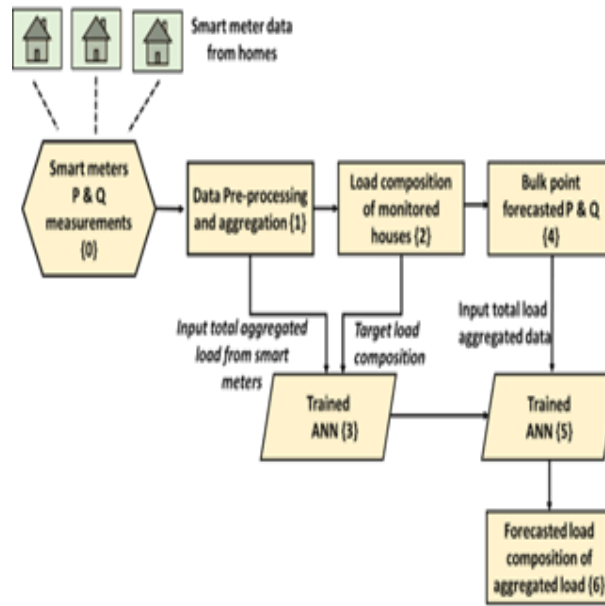 Smart meter data
from homes
Smart meters
P & Q
measurements
{0}
Data Pre-processing
and aggregation {1}
Load composition
of monitored
houses {2}
Bulk point
forecasted P & Q
{4}
Input total aggregated
load from smart
meters
Target load
composition
Input total load
aggregated data
Trained
ANN {3}
Trained
ANN {5}
Forecasted load
composition of
aggregated load {6}